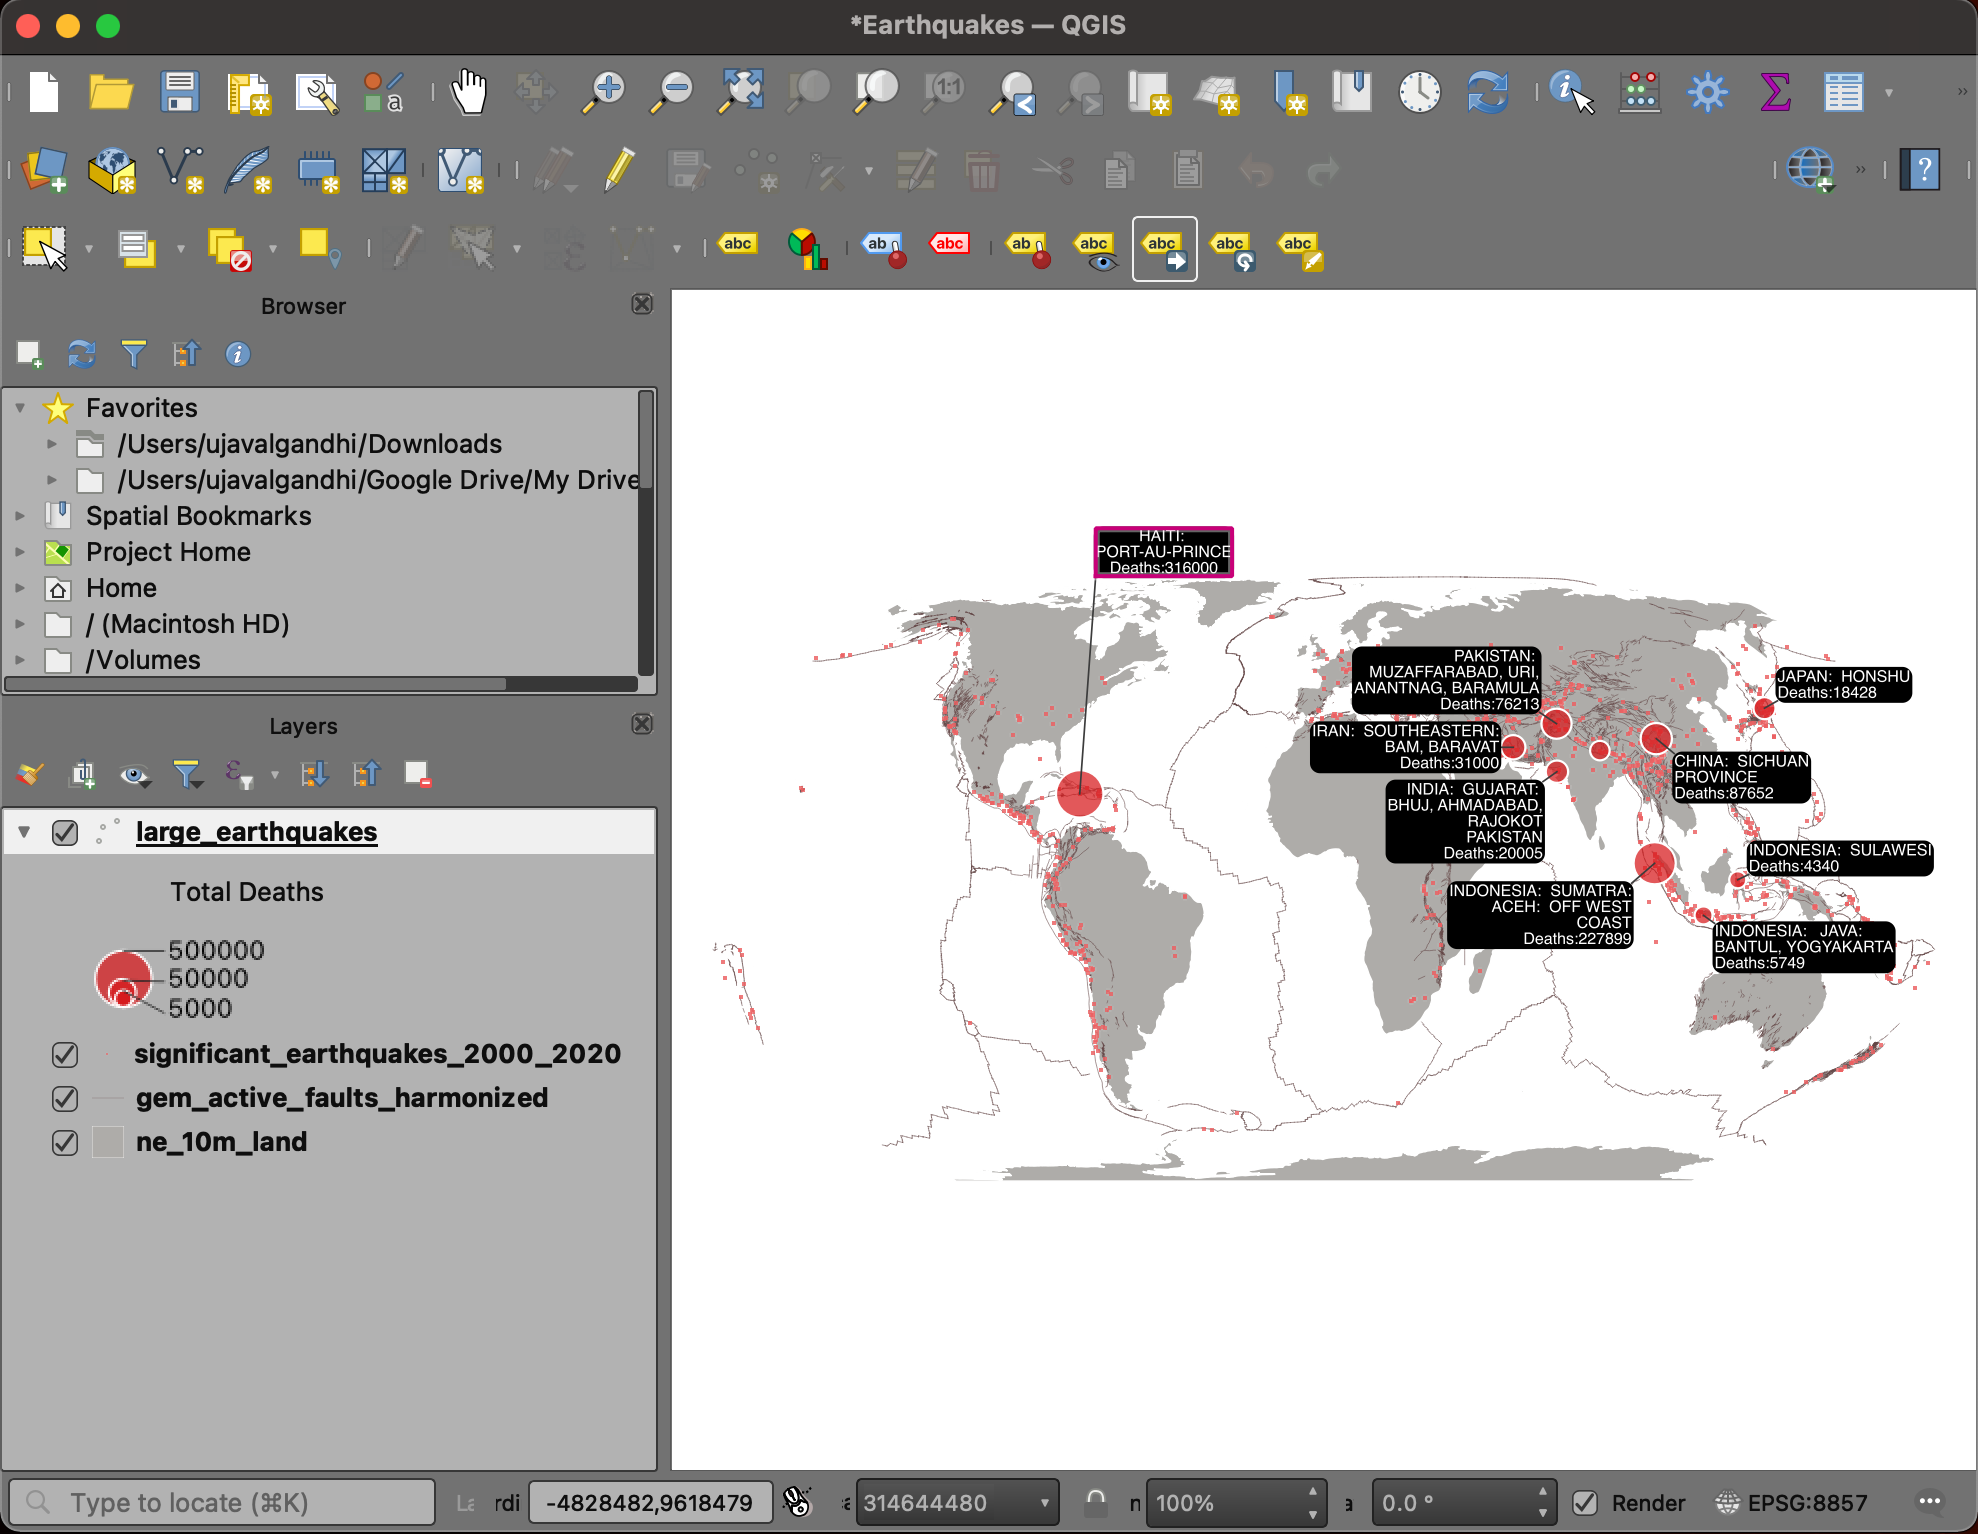 *Earthquakes — QGIS
1:1
a
abc
ab
abc
ab
abc
abc
abc
abc
Browser
Favorites
/Users/ujavalgandhi/Downloads
/Users/ujavalgandhi/Google Drive/My Drive
Spatial Bookmarks
Project Home
Home
/ (Macintosh HD)
/Volumes
Layers
large_earthquakes
Total Deaths
500000
50000
5000
significant_earthquakes_2000_2020
gem_active_faults_harmonized
ne_10m_land
HAITI:
PORT-AU-PRINCE
Deaths:316000
PAKISTAN:
MUZAFFARABAD, URI,
ANANTNAG, BARAMULA
Deaths:76213
JAPAN: HONSHU
Deaths:18428
IRAN: SOUTHEASTERN:
BAM, BARAVAT
Deaths:31000
CHINA: SICHUAN
PROVINCE
Deaths:87652
INDIA: GUJARAT:
BHUJ, AHMADABAD,
RAJOKOT
PAKISTAN
Deaths:20005
INDONESIA: SULAWESI
Deaths:4340
INDONESIA: SUMATRA:
ACEH: OFF WEST
COAST
Deaths:227899
INDONESIA: JAVA:
BANTUL, YOGYAKARTA
Deaths:5749
Type to locate (⌘K)
rdi
-4828482,9618479
314644480
100%
0.0 °
Render
EPSG:8857